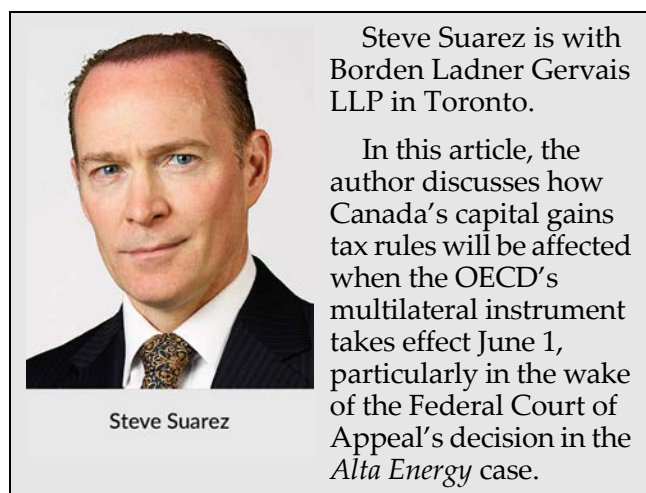 Steve Suarez is with
Borden Ladner Gervais
LLP in Toronto.
In this article, the
author discusses how
Canada's capital gains
tax rules will be affected
when the OECD's
multilateral instrument
takes effect June 1,
particularly in the wake
of the Federal Court of
Appeal's decision in the
Alta Energy case.
Steve Suarez